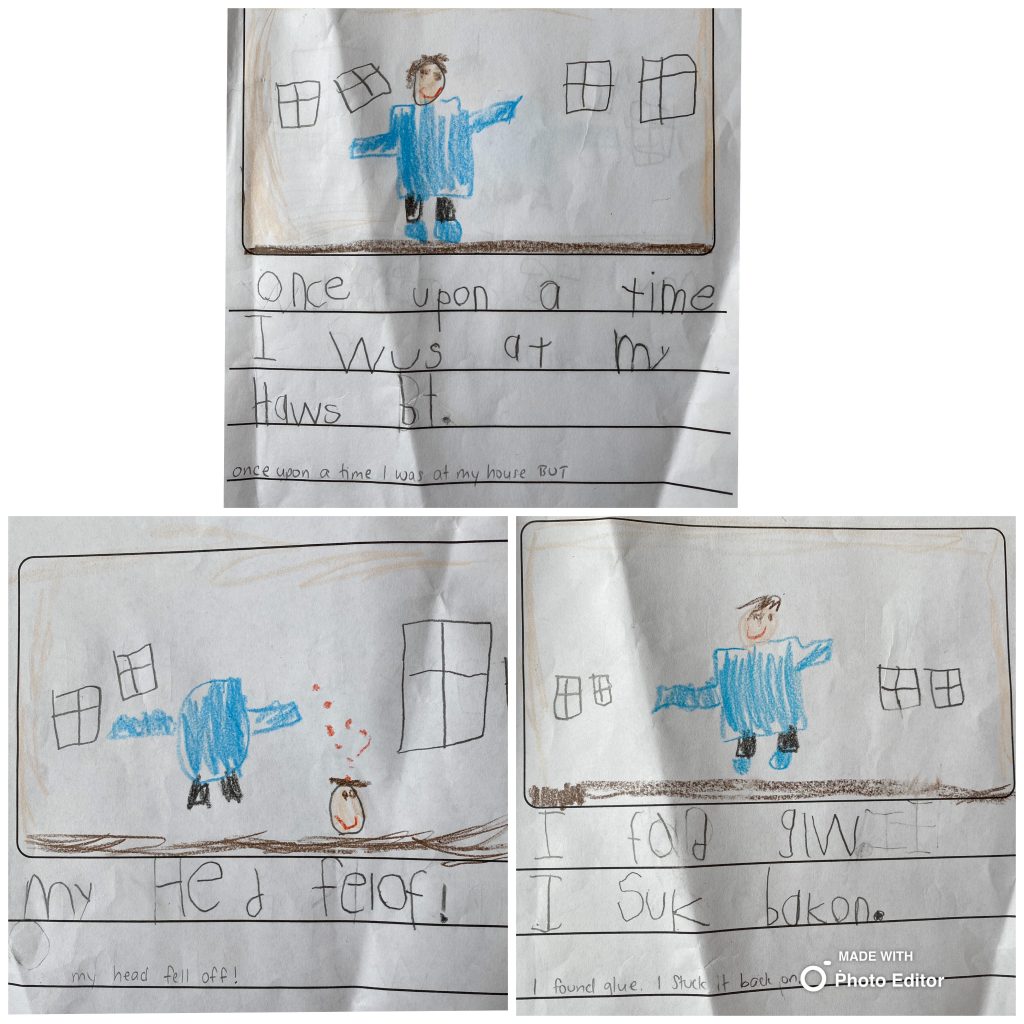 once upon a time
I wus at my
Haws Bt.
once upon a time I was at my house BUT
my Hed felof!
my head fell off!
I fold glw I
I Suk bakon.
I found glue. I stuck it back on
MADE WITH
Photo Editor